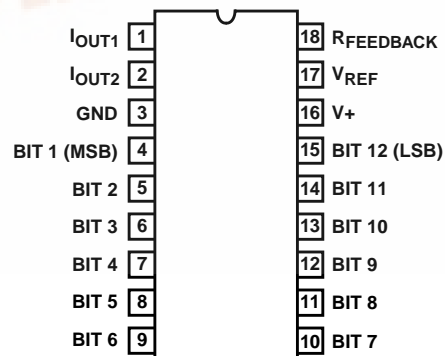 IOUT1 1 18 RFEEDBACK
IOUT2 2 17 VREF
GND 3 16 V+
BIT 1 (MSB) 4 15 BIT 12 (LSB)
BIT 2 5 14 BIT 11
BIT 3 6 13 BIT 10
BIT 4 7 12 BIT 9
BIT 5 8 11 BIT 8
BIT 6 9 10 BIT 7